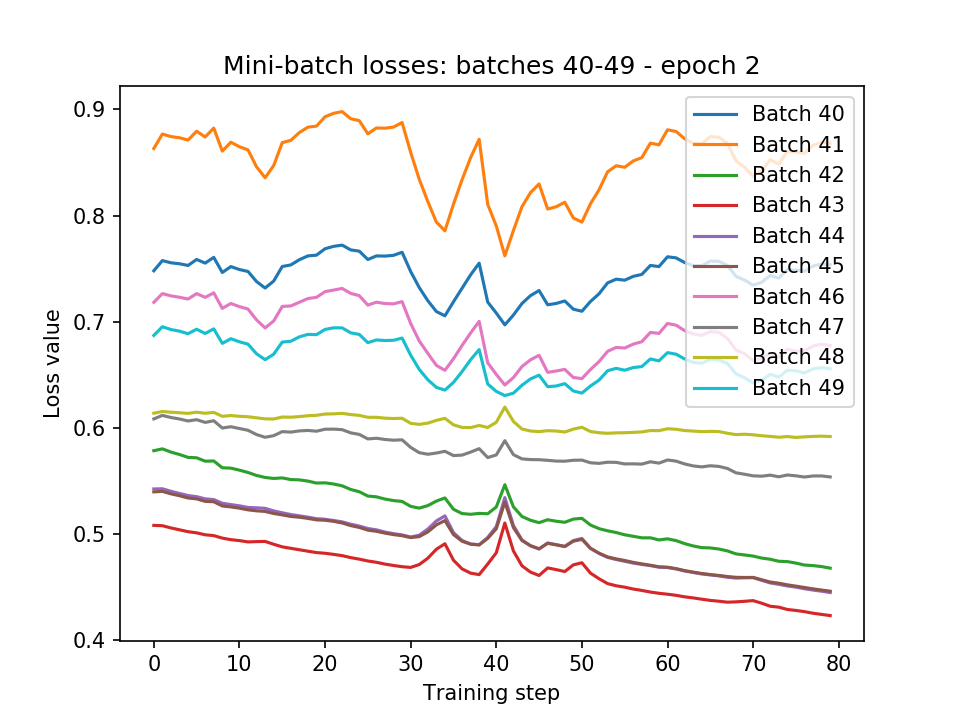 Mini-batch losses: batches 40-49 - epoch 2
Loss value
0.9
0.8
0.7
0.6
0.5
0.4
Batch 40
Batch 41
Batch 42
Batch 43
Batch 44
Batch 45
Batch 46
Batch 47
Batch 48
Batch 49
0 10 20 30 40 50 60 70 80
Training step